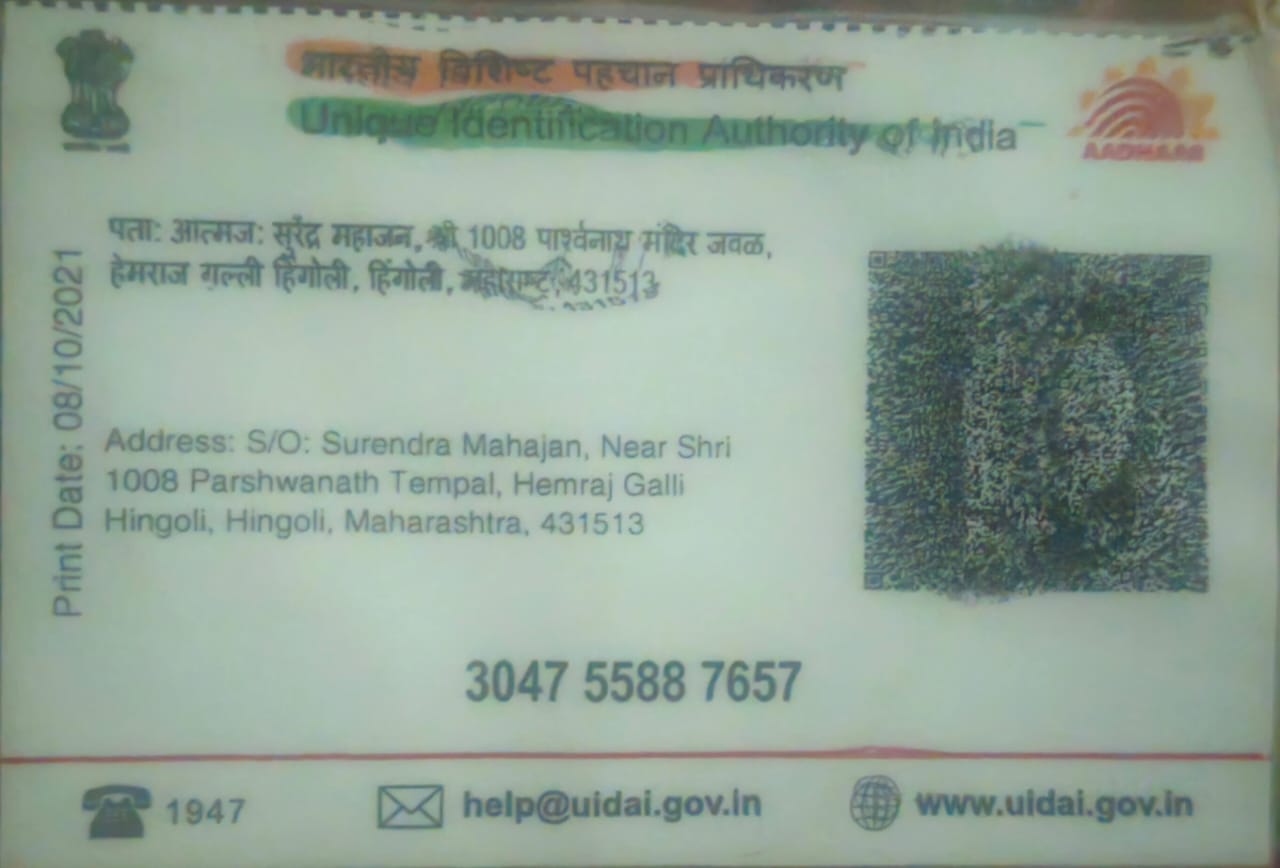 भारतीय विशिष्ट पहचान प्राधिकरण
Unique Identification Authority of India
AADHAAR
पता: आत्मज: सुरेंद्र महाजन, श्री 1008 पार्श्वनाथ मंदिर जवळ,
हेमराज गल्ली हिंगोली, हिंगोली, महाराष्ट्र, 431513
Print Date: 08/10/2021
Address: S/O: Surendra Mahajan, Near Shri
1008 Parshwanath Tempal, Hemraj Galli
Hingoli, Hingoli, Maharashtra, 431513
3047 5588 7657
1947
help@uidai.gov.in
www.uidai.gov.in